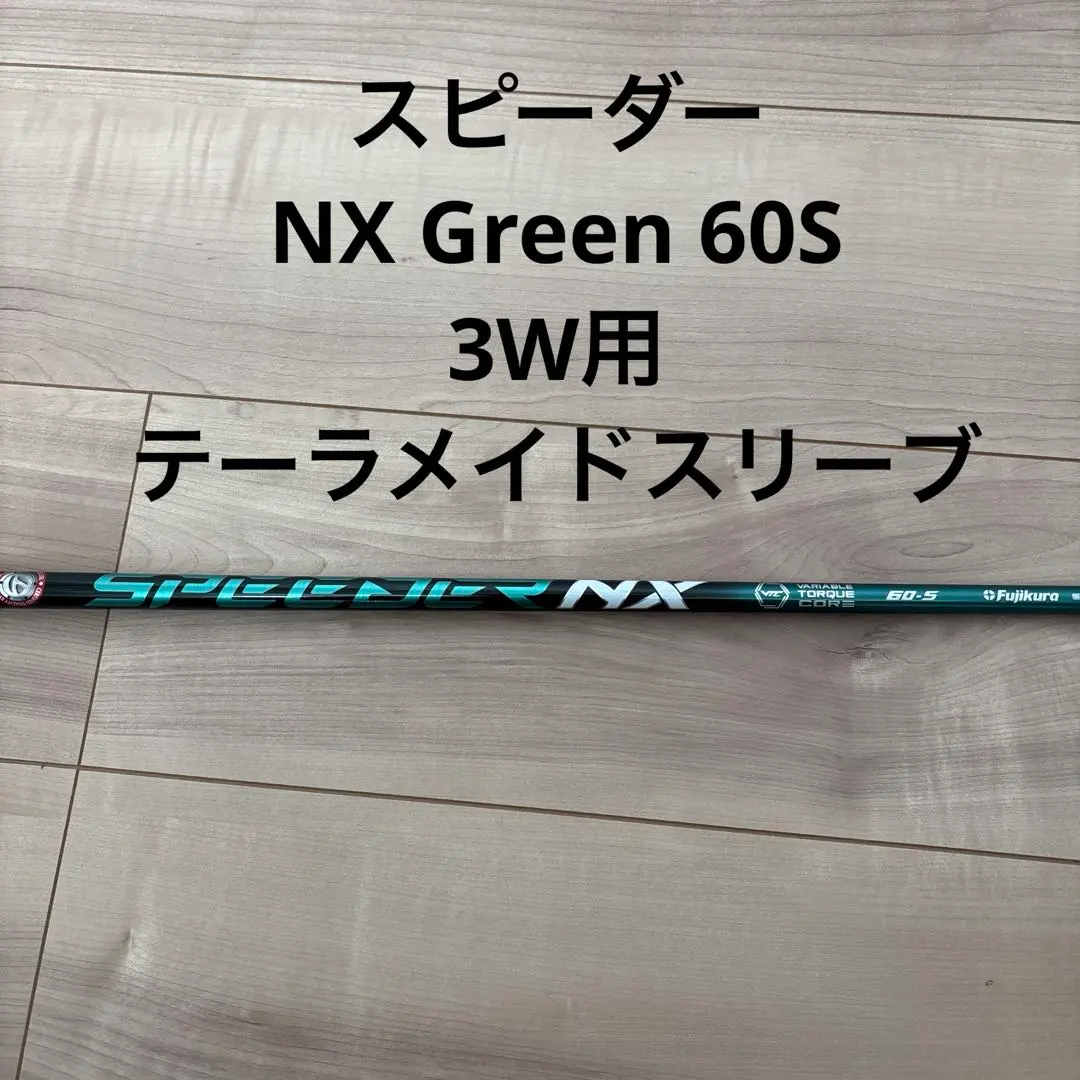 スピーダー
NX Green 60S
3W用
テーラメイドスリーブ
SPEEDER NX
VTC
VARIABLE
TORQUE
CORE
60-S
Fujikura